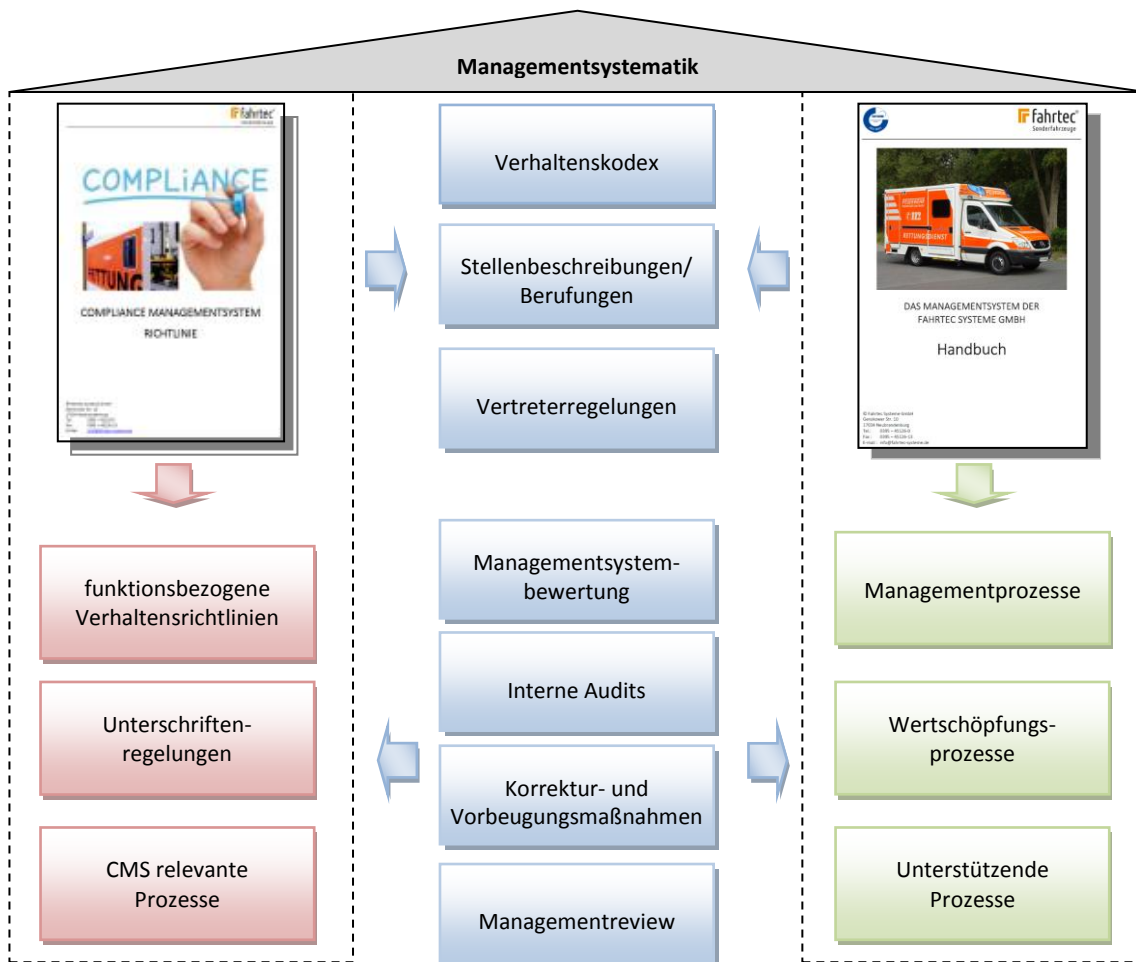 Managementsystematik
fahrtec
COMPLiANCE
RETTUNG
COMPLIANCE MANAGEMENTSYSTEM
RICHTLINIE
Verhaltenskodex
Stellenbeschreibungen/
Berufungen
Vertreterregelungen
fahrtec
Sonderfahrzeuge
RETTUNGSDIENST
DAS MANAGEMENTSYSTEM DER
FAHRTEC SYSTEME GMBH
Handbuch
funktionsbezogene
Verhaltensrichtlinien
Unterschriften-
regelungen
CMS relevante
Prozesse
Managementsystem-
bewertung
Interne Audits
Korrektur- und
Vorbeugungsmaßnahmen
Managementreview
Managementprozesse
Wertschöpfungs-
prozesse
Unterstützende
Prozesse